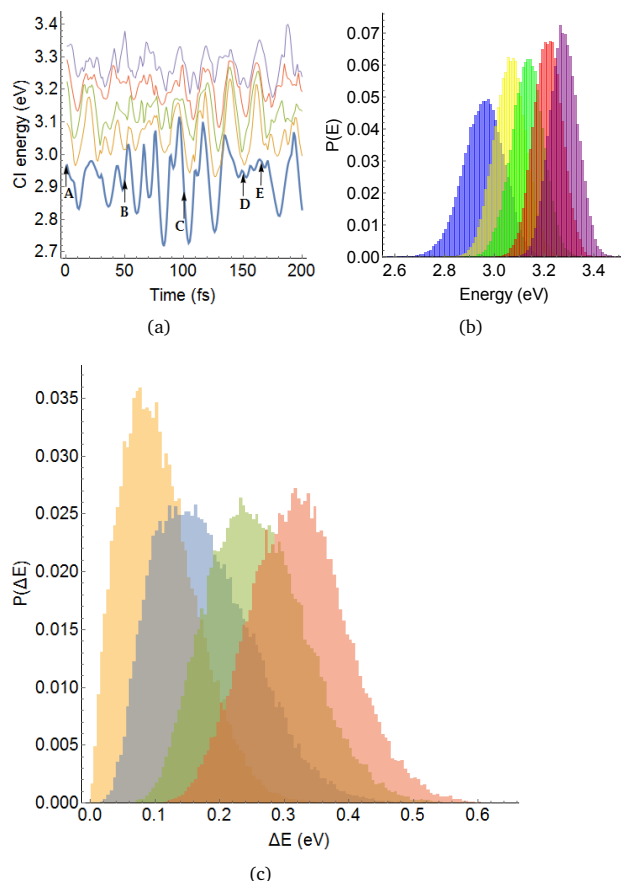 3.4
3.3
3.2
3.1
3.0
2.9
2.8
2.7
CI energy (eV)
A
B
C
D
E
0
50
100
150
200
Time (fs)
(a)
0.07
0.06
0.05
0.04
0.03
0.02
0.01
0.00
P(E)
2.6
2.8
3.0
3.2
3.4
Energy (eV)
(b)
0.035
0.030
0.025
0.020
0.015
0.010
0.005
0.000
P(ΔE)
0.0
0.1
0.2
0.3
0.4
0.5
0.6
ΔE (eV)
(c)